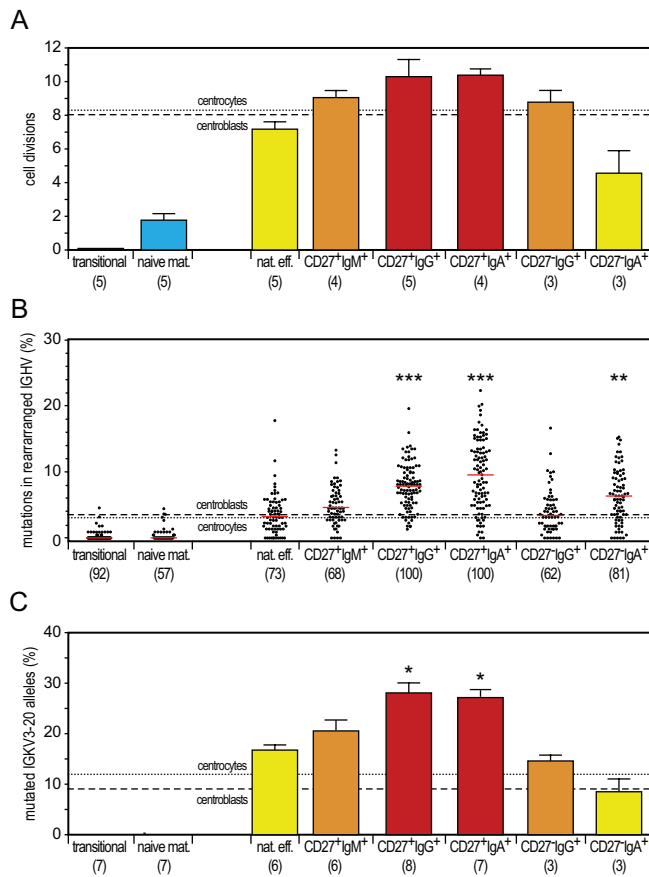 A
cell divisions
12
10
8
6
4
2
0
centrocytes
centroblasts
transitional naive mat. nat. eff. CD27+IgM+ CD27+IgG+ CD27+IgA+ CD27-IgG+ CD27-IgA+
(5) (5) (5) (4) (5) (4) (3) (3)
B
mutations in rearrarranged IGHV (%)
30
20
10
0
*** *** **
centroblasts
centrocytes
transitional naive mat. nat. eff. CD27+IgM+ CD27+IgG+ CD27+IgA+ CD27-IgG+ CD27-IgA+
(92) (57) (73) (68) (100) (100) (62) (81)
C
mutated IGKV3-20 alleles (%)
40
30
20
10
0
* *
centrocytes
centroblasts
transitional naive mat. nat. eff. CD27+IgM+ CD27+IgG+ CD27+IgA+ CD27-IgG+ CD27-IgA+
(7) (7) (6) (6) (8) (7) (3) (3)